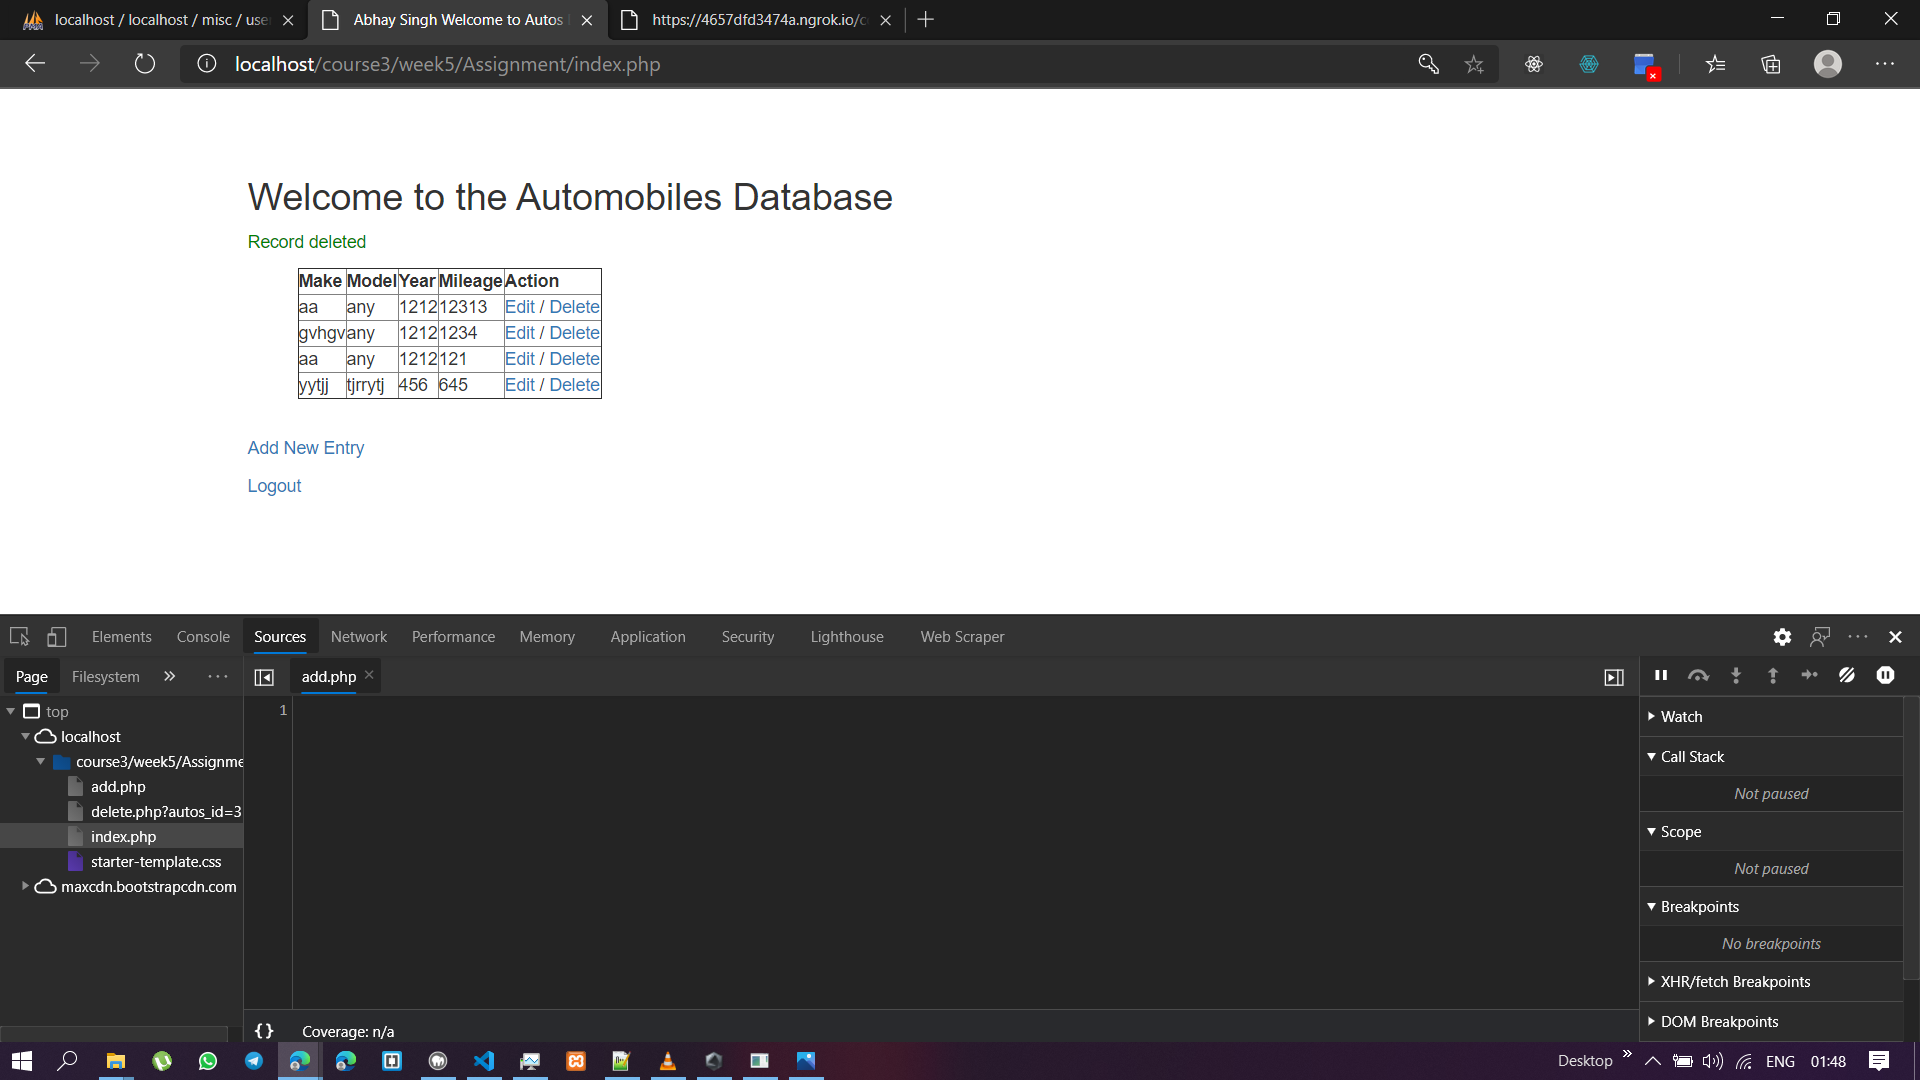 localhost / localhost / misc / use
Abhay Singh Welcome to Autos
https://4657dfd3474a.ngrok.io/c
localhost/course3/week5/Assignment/index.php
Welcome to the Automobiles Database
Record deleted
Make Model Year Mileage Action
aa any 1212 12313 Edit / Delete
gvhgv any 1212 1234 Edit / Delete
aa any 1212 121 Edit / Delete
yytjj tjrrytj 456 645 Edit / Delete
Add New Entry
Logout
Elements Console Sources Network Performance Memory Application Security Lighthouse Web Scraper
Page Filesystem » ···
add.php
1
top
localhost
course3/week5/Assignme
add.php
delete.php?autos_id=3
index.php
starter-template.css
maxcdn.bootstrapcdn.com
Watch
Call Stack
Not paused
Scope
Not paused
Breakpoints
No breakpoints
XHR/fetch Breakpoints
DOM Breakpoints
{} Coverage: n/a
Desktop » ENG 01:48